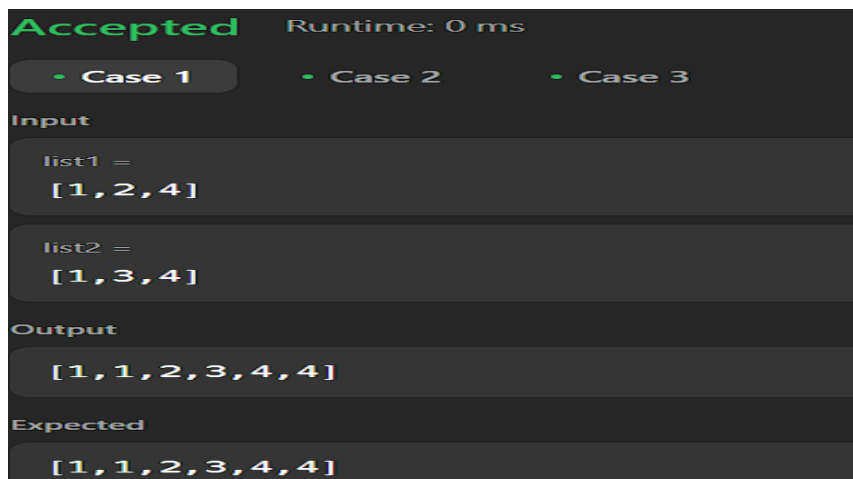 Accepted Runtime: 0 ms
• Case 1 • Case 2 • Case 3
Input
list1 =
[1,2,4]
list2 =
[1,3,4]
Output
[1,1,2,3,4,4]
Expected
[1,1,2,3,4,4]